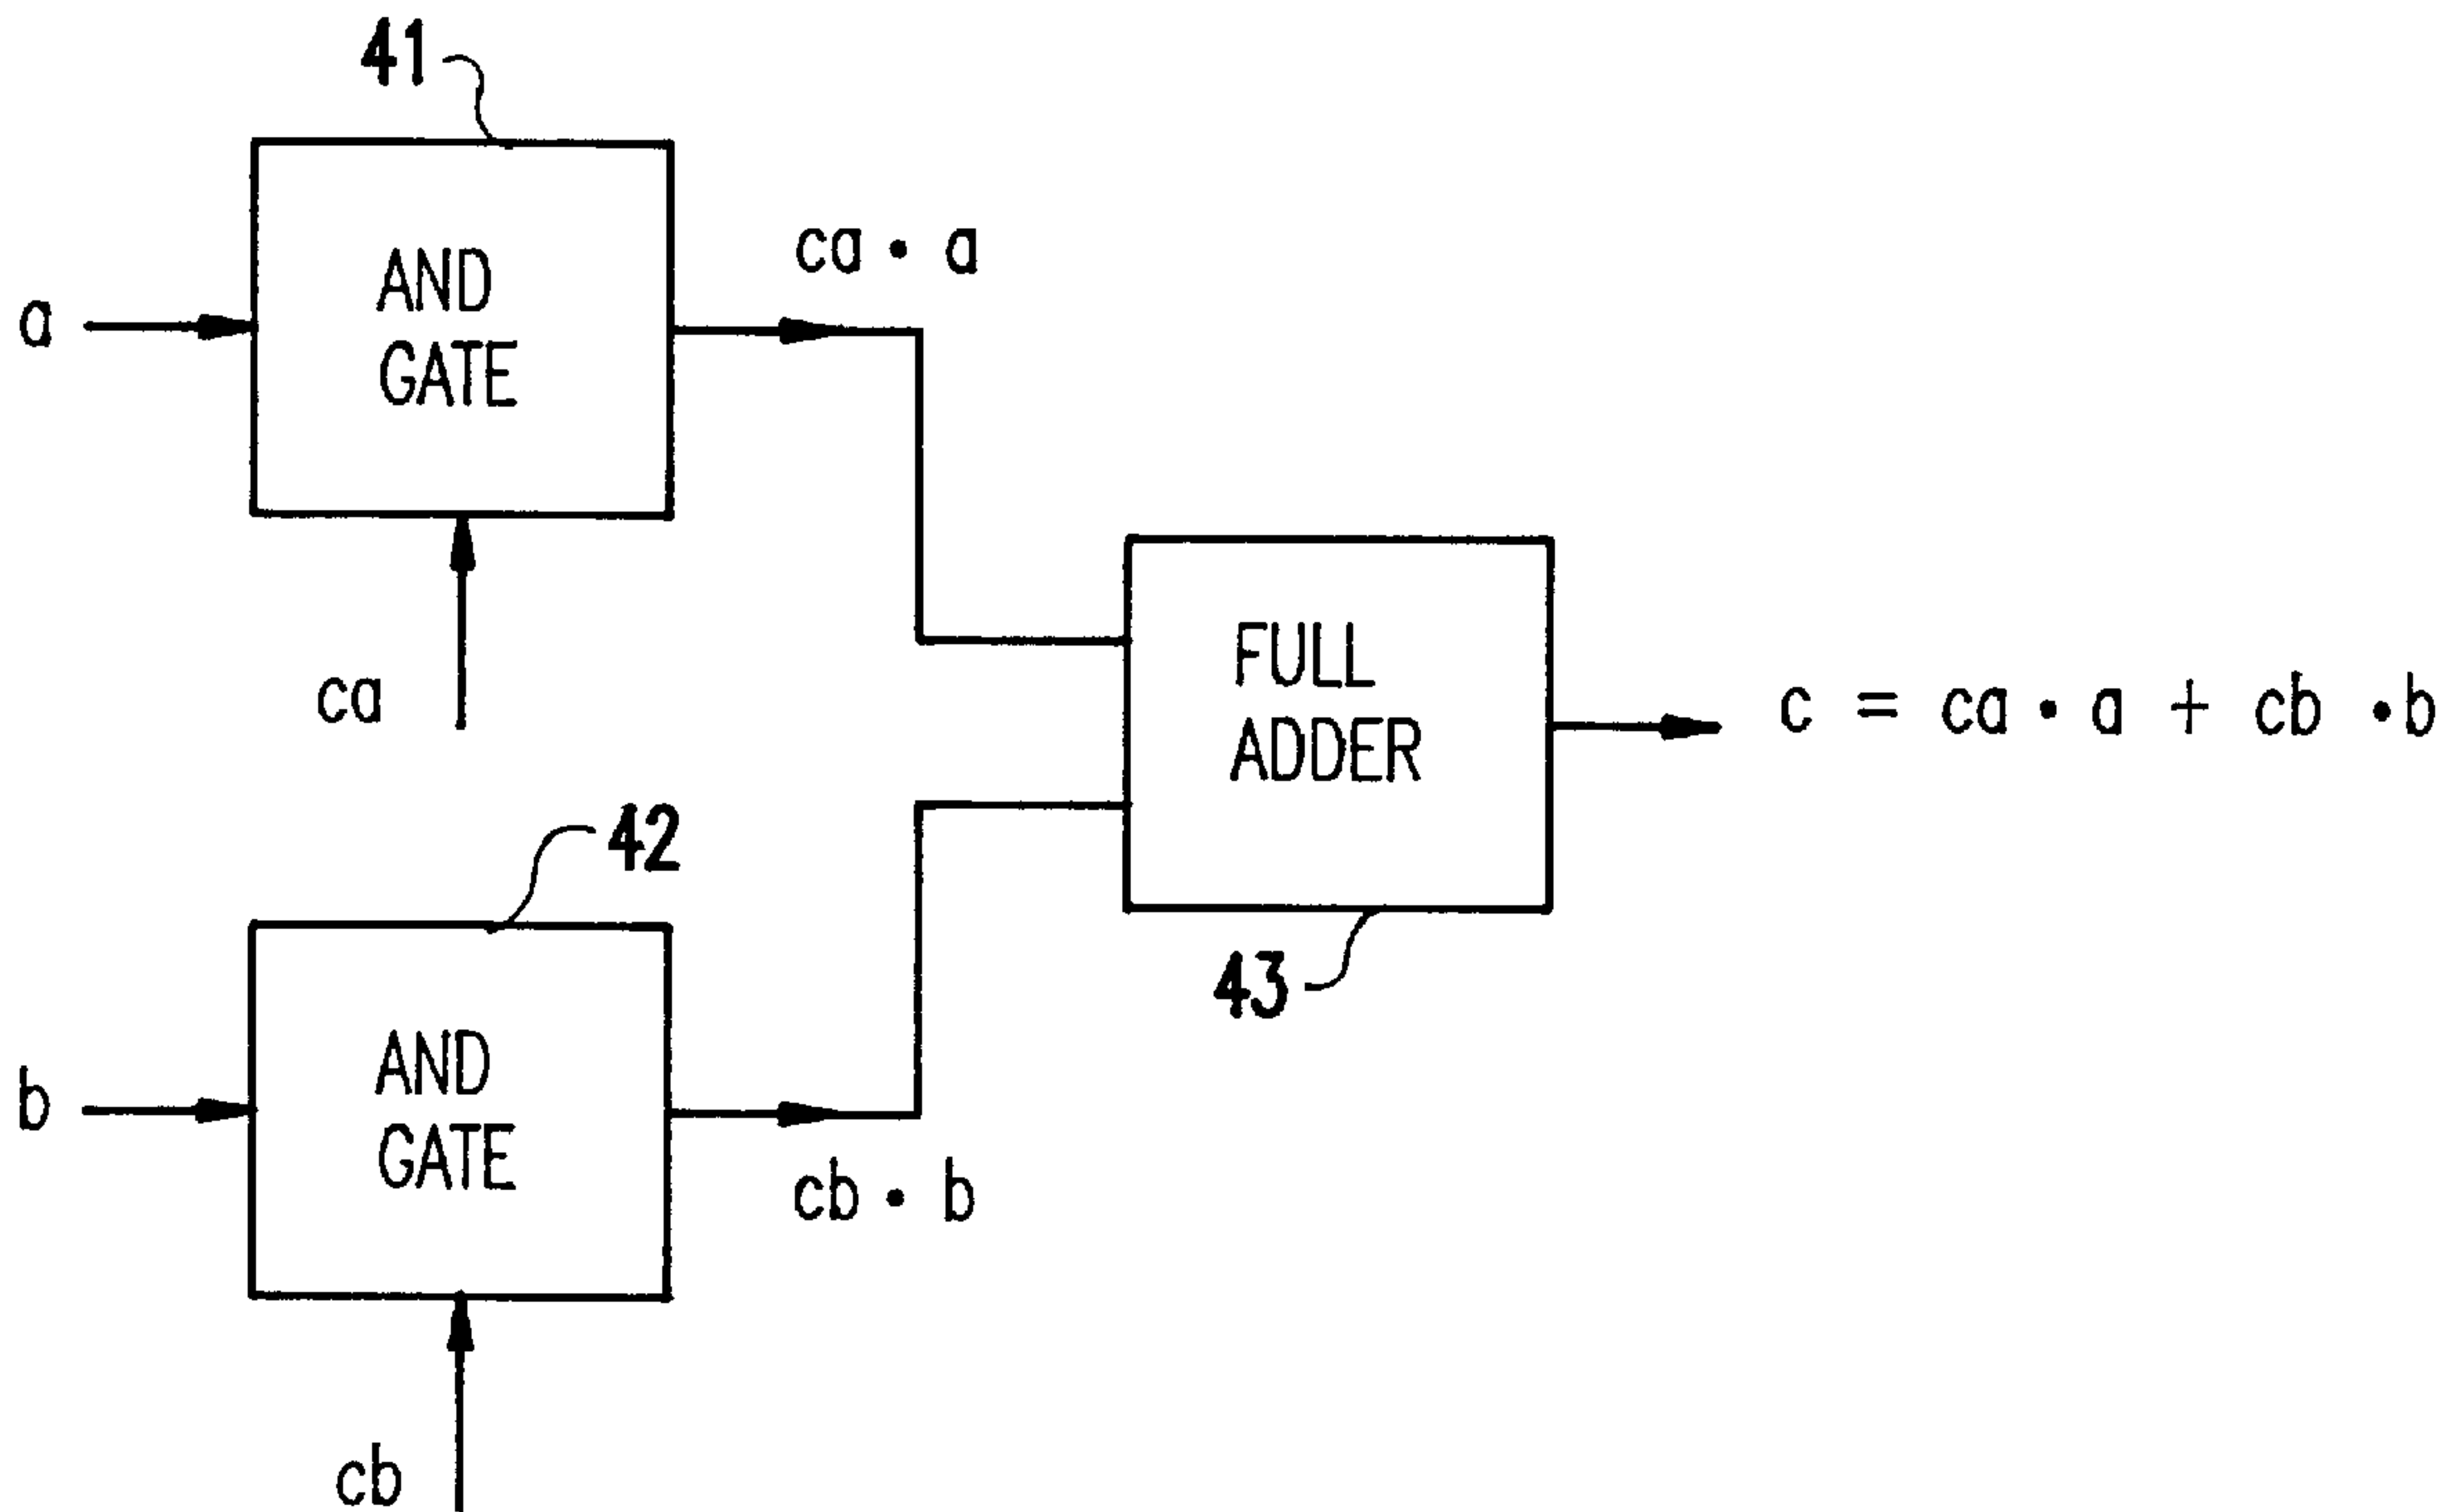 41
AND
GATE
a
ca • a
ca
FULL
ADDER
c = ca • a + cb • b
42
43
AND
GATE
b
cb • b
cb